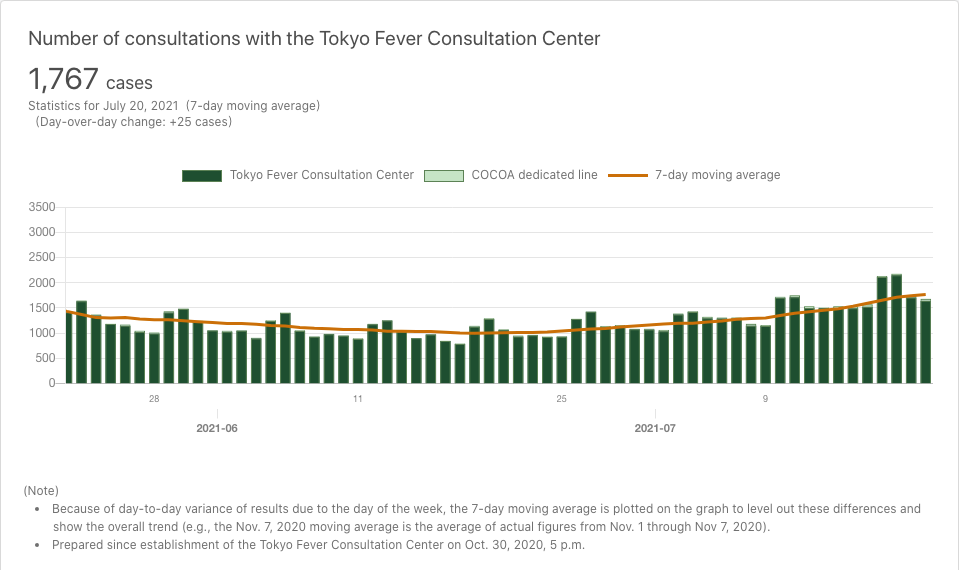 Number of consultations with the Tokyo Fever Consultation Center
1,767 cases
Statistics for July 20, 2021 (7-day moving average)
(Day-over-day change: +25 cases)
Tokyo Fever Consultation Center COCOA dedicated line 7-day moving average
3500
3000
2500
2000
1500
1000
500
0
28 11 25 9
2021-06 2021-07
(Note)
• Because of day-to-day variance of results due to the day of the week, the 7-day moving average is plotted on the graph to level out these differences and
show the overall trend (e.g., the Nov. 7, 2020 moving average is the average of actual figures from Nov. 1 through Nov 7, 2020).
• Prepared since establishment of the Tokyo Fever Consultation Center on Oct. 30, 2020, 5 p.m.